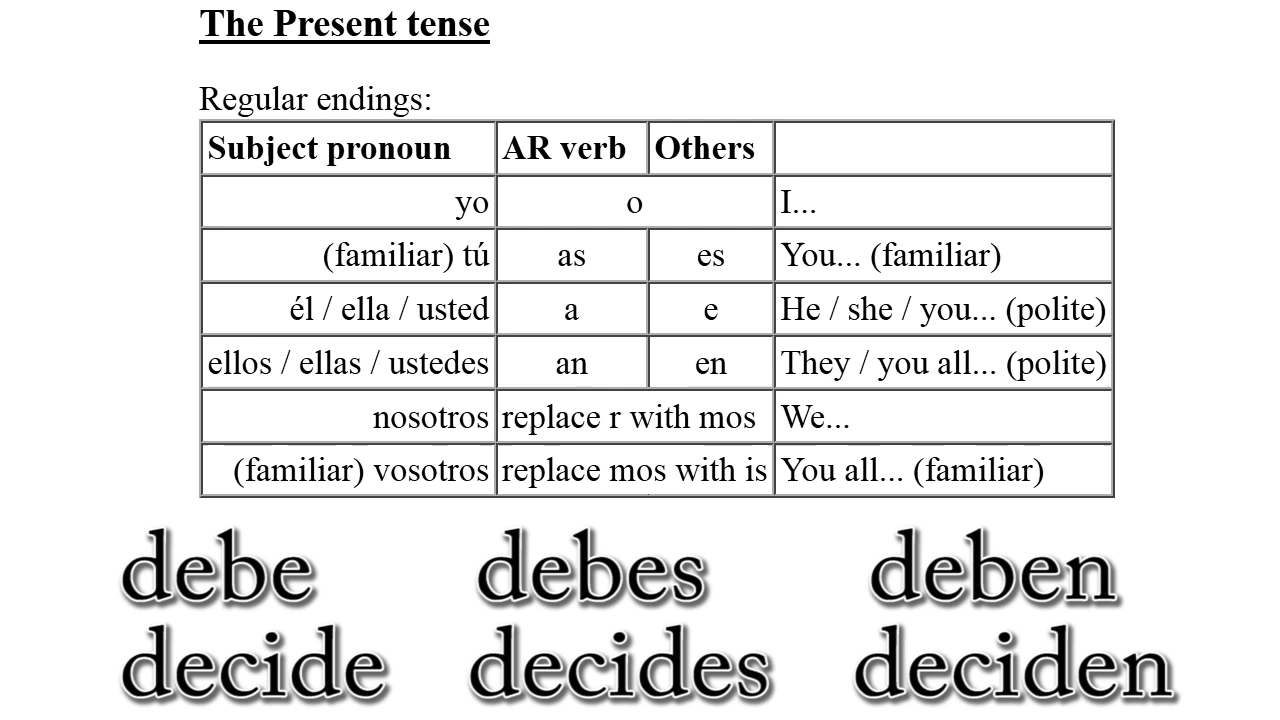 The Present tense
Regular endings:
Subject pronoun AR verb Others
yo o I...
(familiar) tú as es You... (familiar)
él / ella / usted a e He / she / you... (polite)
ellos / ellas / ustedes an en They / you all... (polite)
nosotros replace r with mos We...
(familiar) vosotros replace mos with is You all... (familiar)
debe debes deben
decide decides deciden